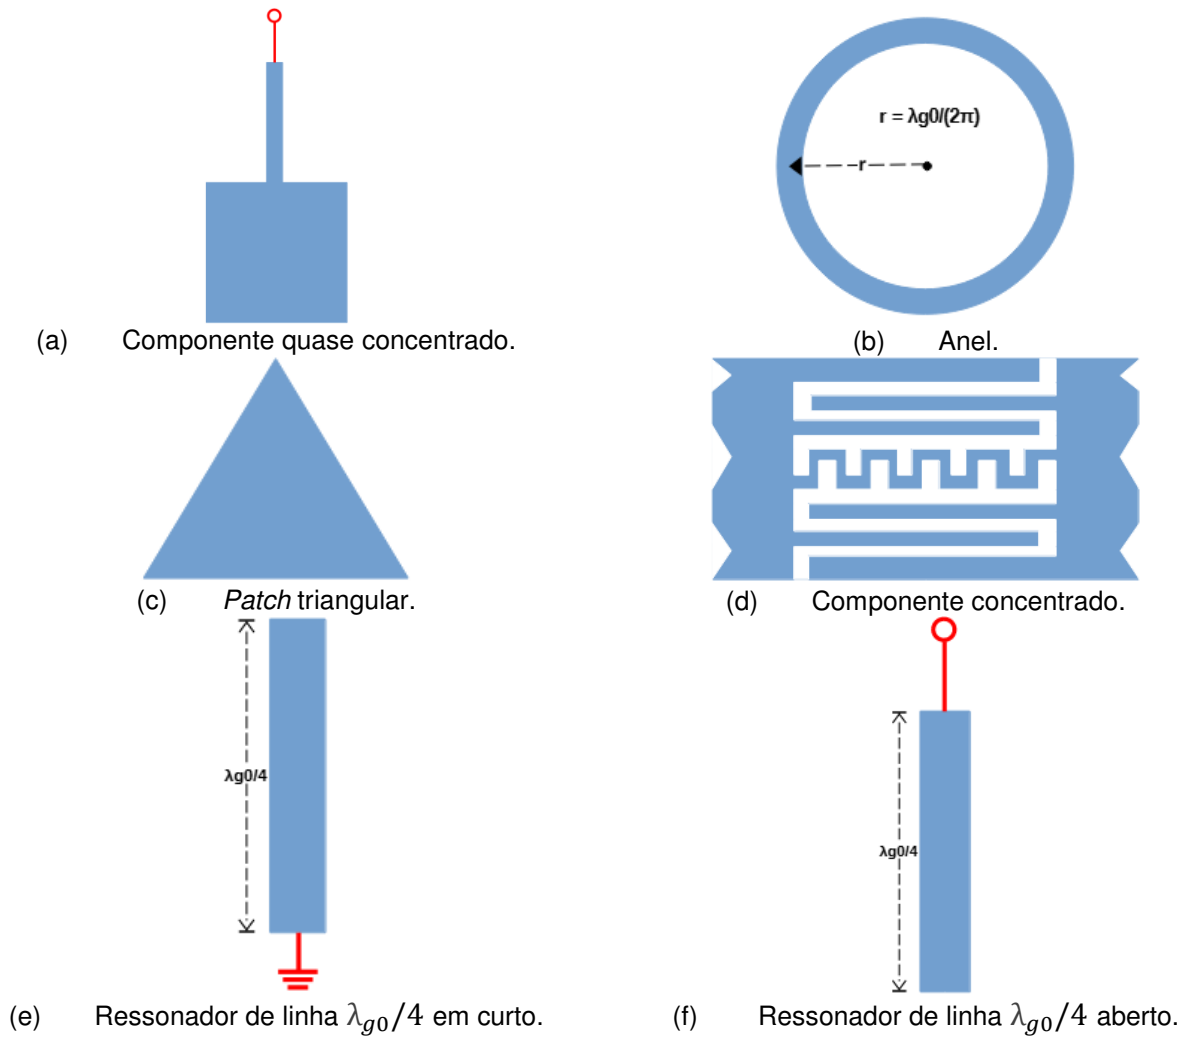 r = λg0/(2π)
r
(a) Componente quase concentrado.
(b) Anel.
(c) Patch triangular.
(d) Componente concentrado.
λg0/4
λg0/4
(e) Ressonador de linha λg0/4 em curto.
(f) Ressonador de linha λg0/4 aberto.